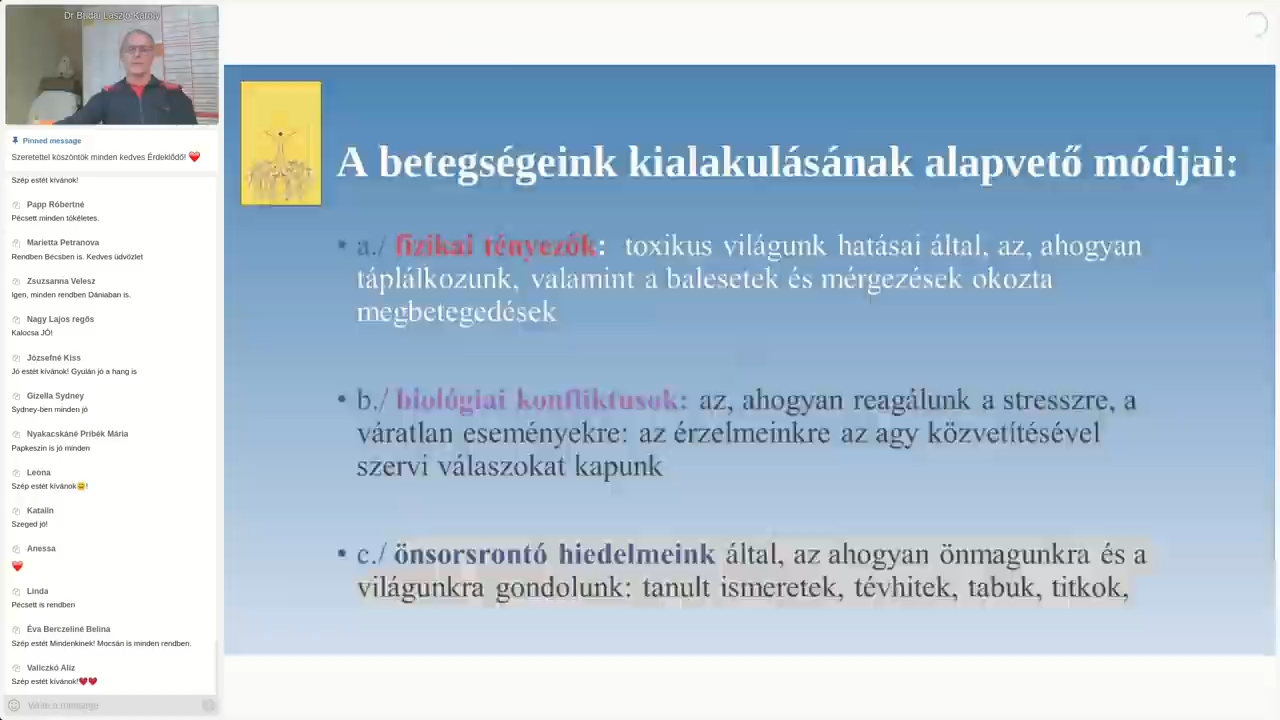 Dr Budai László Károly
Pinned message
Szeretettel köszöntök minden kedves Érdeklődő! ❤️
Szép estét kívánok!
Papp Róbertné
Pécsett minden tökéletes.
Marietta Petranova
Rendben Bécsben is. Kedves üdvözlet
Zsuzsanna Velesz
Igen, minden rendben Dániaban is.
Nagy Lajos regős
Kalocsa JÓ!
Józsefné Kiss
Jó estét kívánok! Gyulán jó a hang is
Gizella Sydney
Sydney-ben minden jó
Nyakacskáné Pribék Mária
Papkeszin is jó minden
Leona
Szép estét kívánok😊!
Katalin
Szeged jó!
Anessa
❤️
Linda
Pécsett is rendben
Éva Berczeliné Belina
Szép estét Mindenkinek! Mocsán is minden rendben.
Valiczkó Aliz
Szép estét kívánok!❤️❤️
Write a message
A betegségeink kialakulásának alapvető módjai:
• a./ fizikai tényezők: toxikus világunk hatásai által, az, ahogyan
táplálkozunk, valamint a balesetek és mérgezések okozta
megbetegedések
• b./ biológiai konfliktusok: az, ahogyan reagálunk a stresszre, a
váratlan eseményekre: az érzelmeinkre az agy közvetítésével
szervi válaszokat kapunk
• c./ önsorsrontó hiedelmeink által, az ahogyan önmagunkra és a
világunkra gondolunk: tanult ismeretek, tévhitek, tabuk, titkok,